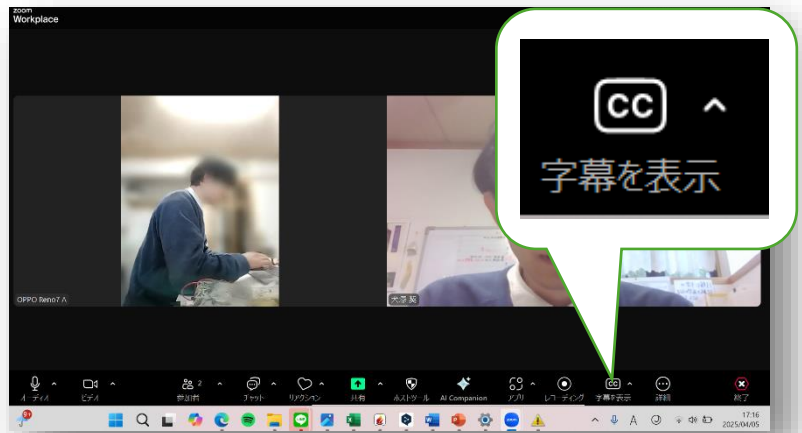 zoom
Workplace
CC
字幕を表示
OPPO Reno7 A
オーディオ
ビデオ
参加者
2
チャット
リアクション
共有
ホストツール
AI Companion
アプリ
レコーディング
CC
字幕を表示
詳細
終了
A
17:16
2025/04/05